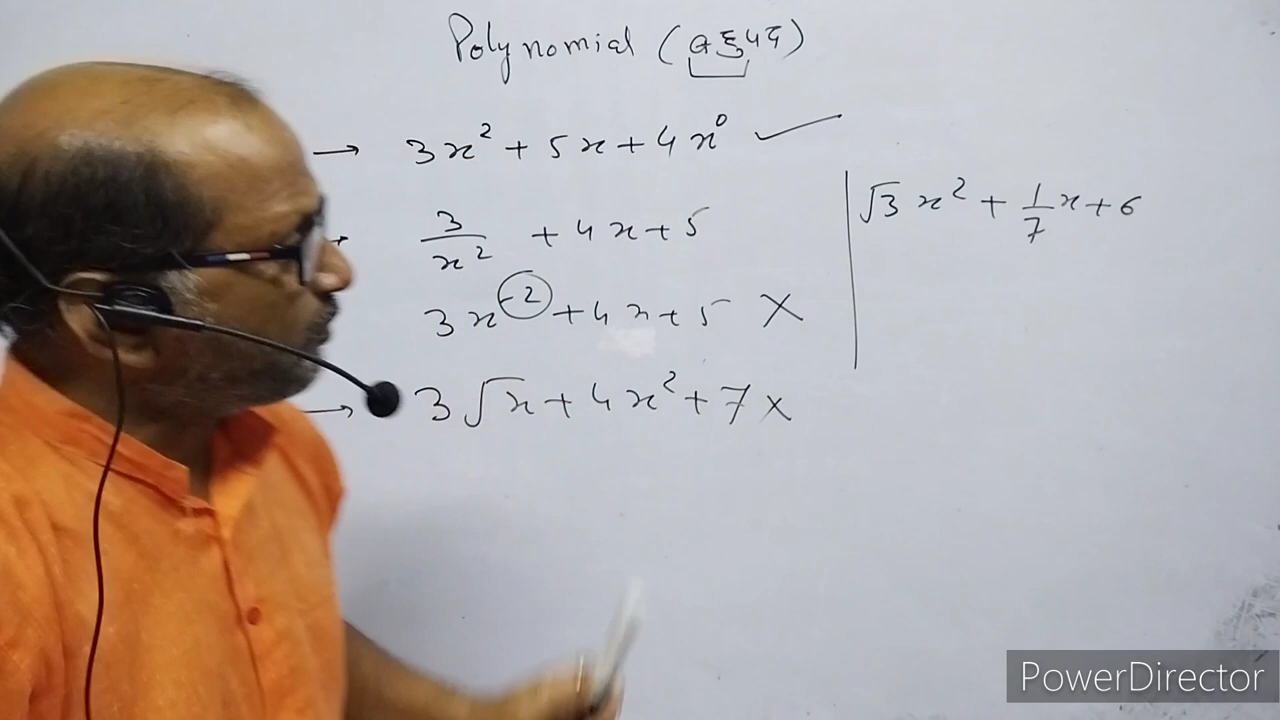 Polynomial (बहुपद)
→ 3x² + 5x + 4x⁰ ✓
→ 3/x² + 4x + 5
3x⁻² + 4x + 5 ×
→ 3√x + 4x² + 7 ×
√3 x² + 1/7 x + 6
PowerDirector